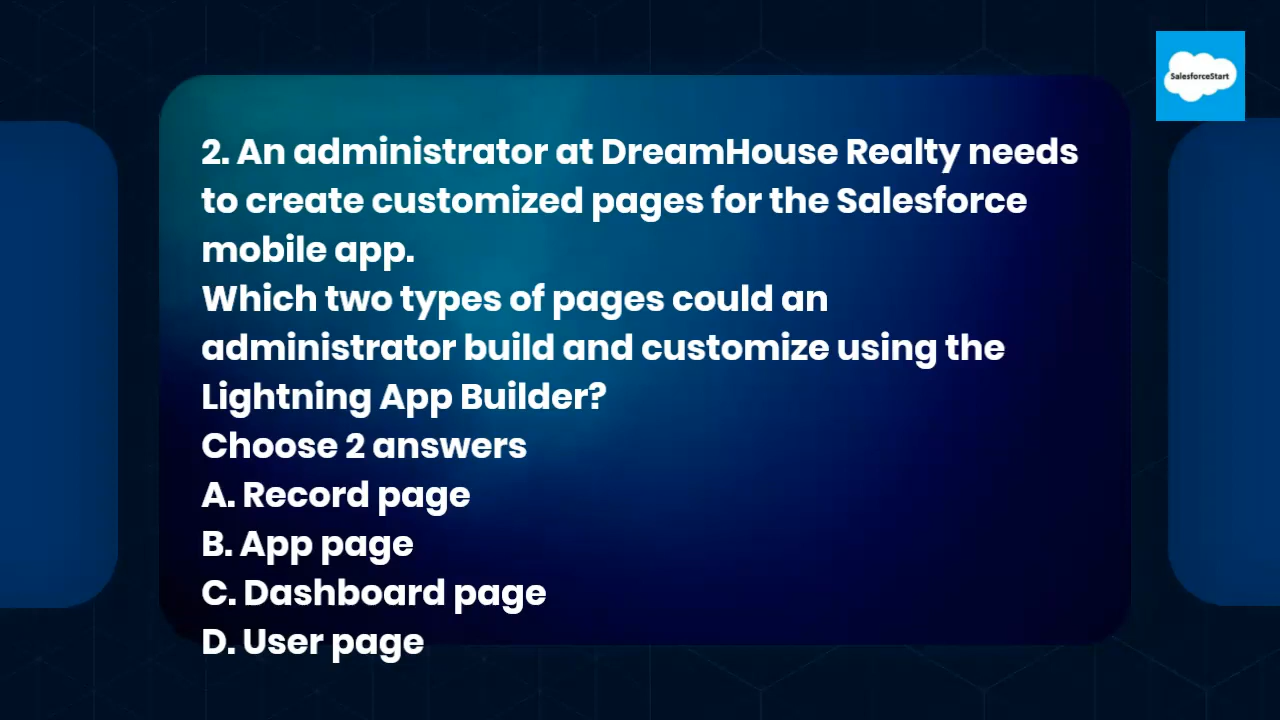 SalesforceStart
2. An administrator at DreamHouse Realty needs
to create customized pages for the Salesforce
mobile app.
Which two types of pages could an
administrator build and customize using the
Lightning App Builder?
Choose 2 answers
A. Record page
B. App page
C. Dashboard page
D. User page